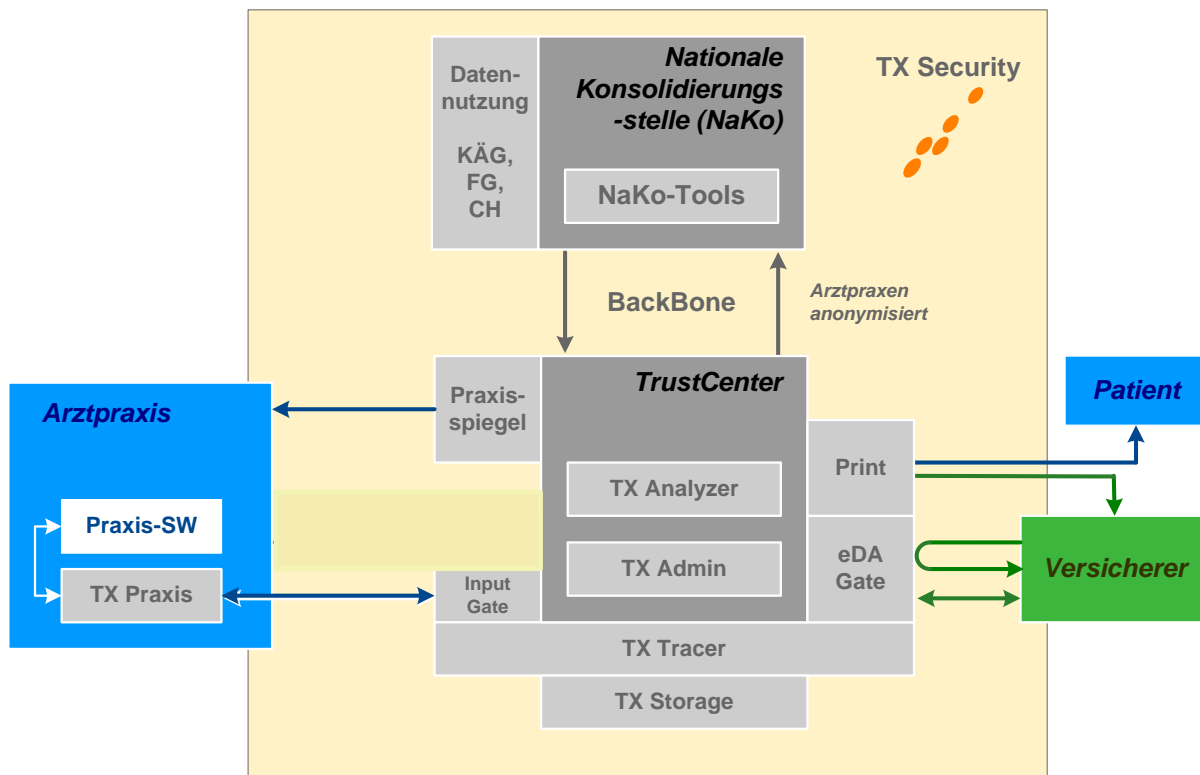 Daten-
nutzung
KÄG,
FG,
CH
Nationale
Konsolidierungs
-stelle (NaKo)
NaKo-Tools
TX Security
BackBone
Arztpraxen
anonymisiert
Arztpraxis
Praxis-SW
TX Praxis
Praxis-
spiegel
TrustCenter
TX Analyzer
TX Admin
Input
Gate
Print
eDA
Gate
TX Tracer
TX Storage
Patient
Versicherer